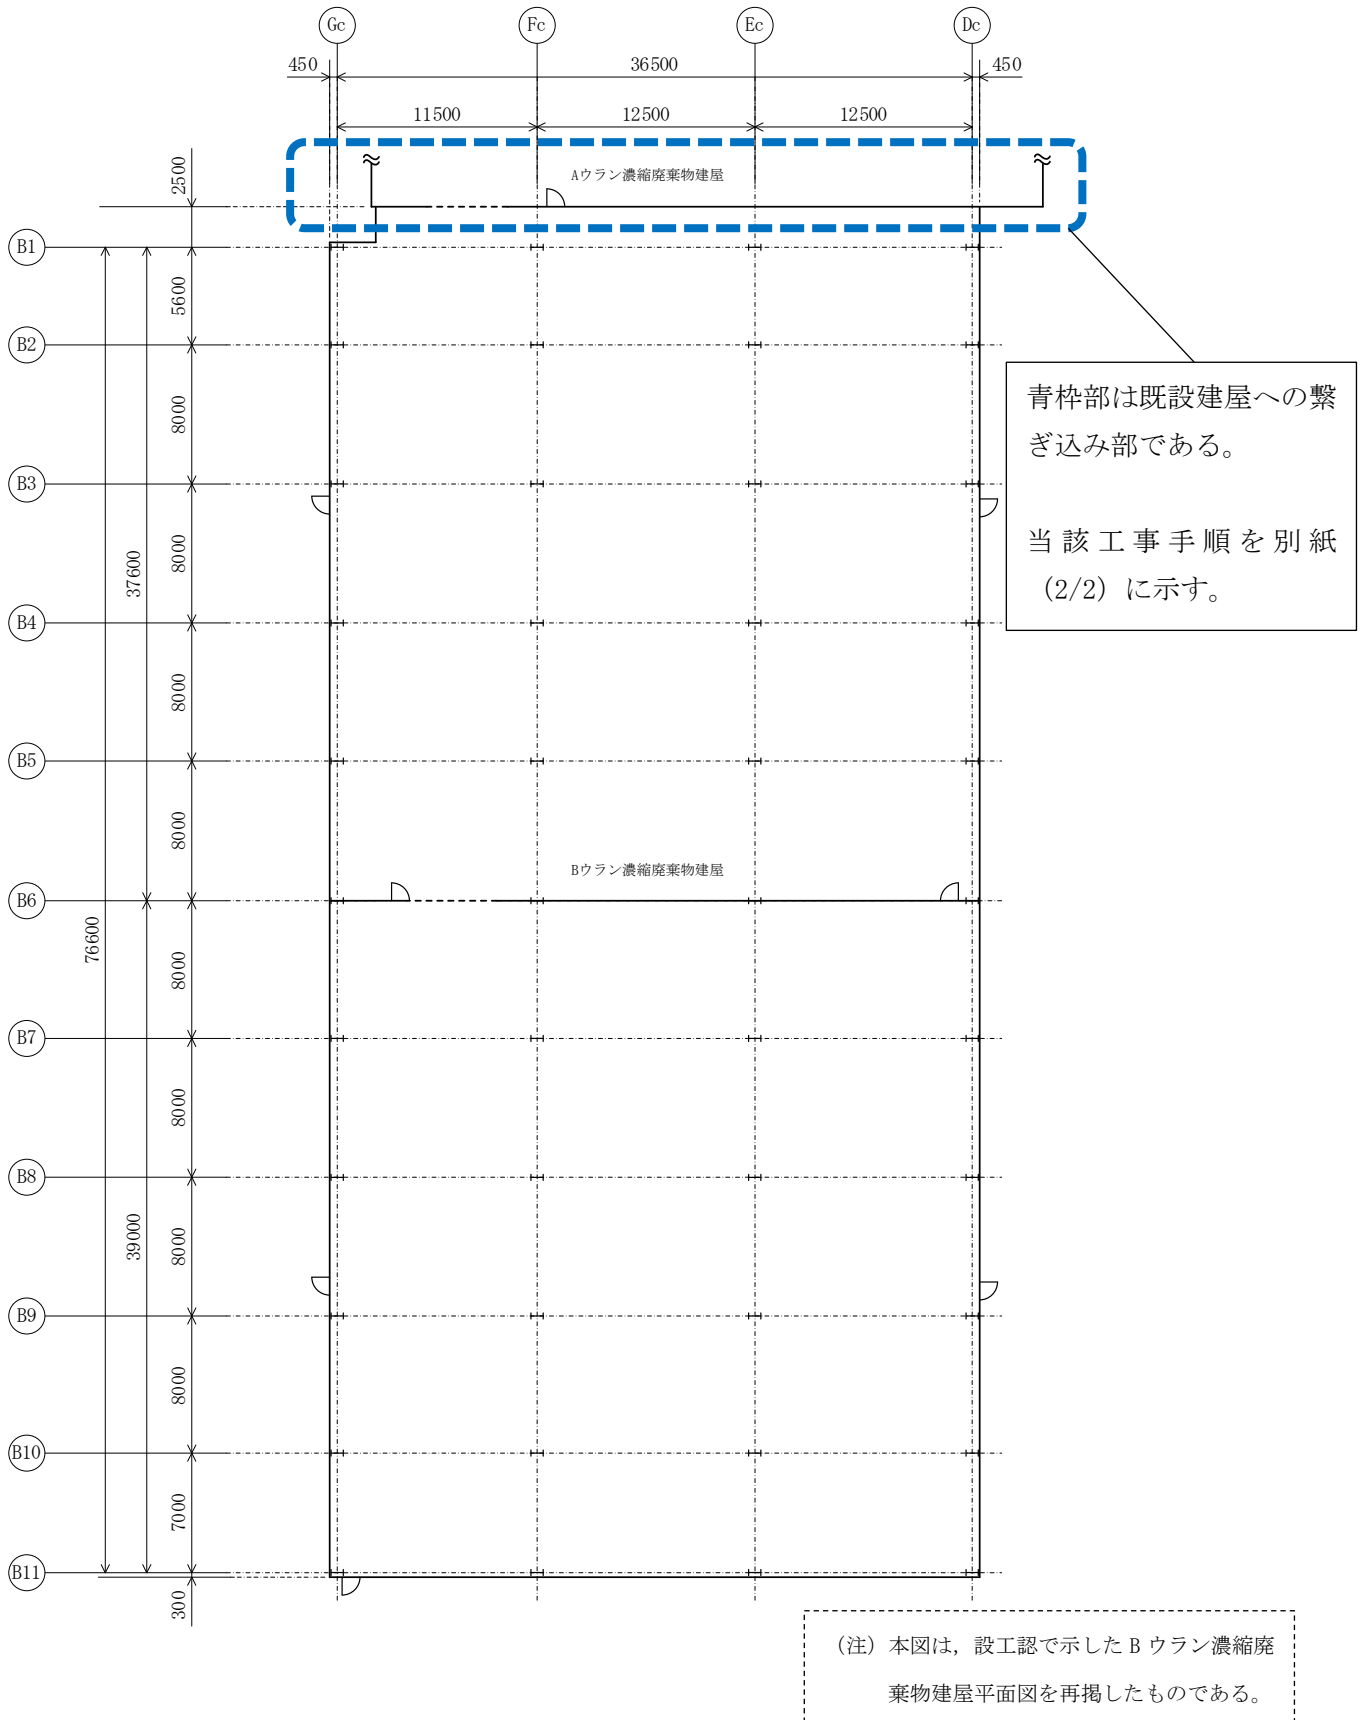 Gc Fc Ec Dc
450 36500 450
11500 12500 12500
2500
Aウラン濃縮廃棄物建屋
B1
5600
B2
8000
青枠部は既設建屋への繋
ぎ込み部である。
当該工事手順を別紙
（2/2）に示す。
B3
8000
37600
B4
8000
B5
8000
Bウラン濃縮廃棄物建屋
B6
76600
8000
B7
8000
B8
39000
8000
B9
8000
B10
7000
B11
300
（注）本図は，設工認で示した B ウラン濃縮廃
棄物建屋平面図を再掲したものである。